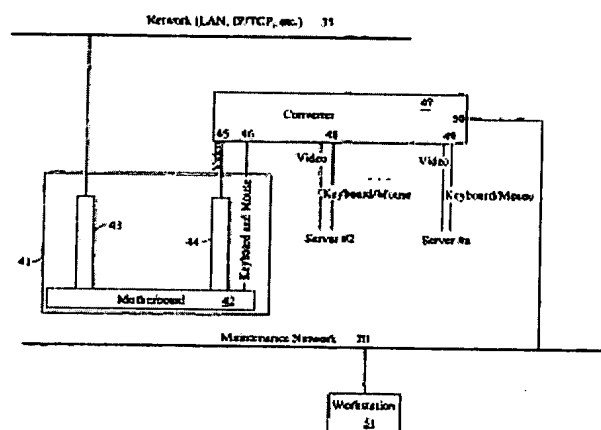 Network (LAN, IP/TCP, etc.) 33
47
Converter 50
45 46 48 49
Video Video Video
Keyboard/Mouse Keyboard/Mouse
Keyboard and Mouse
Server #2 Server #n
43
44
41
Motherboard 42
Maintenance Network
Workstation
51